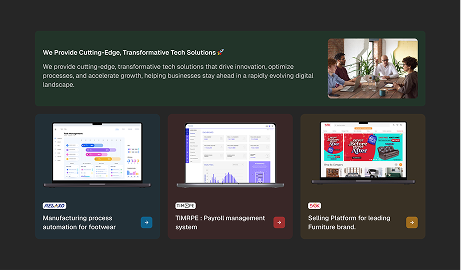 We Provide Cutting-Edge, Transformative Tech Solutions 🚀
We provide cutting-edge, transformative tech solutions that drive innovation, optimize
processes, and accelerate growth, helping businesses stay ahead in a rapidly evolving digital
landscape.
RELAXO
Manufacturing process
automation for footwear
TIMRPE : Payroll management
system
Selling Platform for leading
Furniture brand.